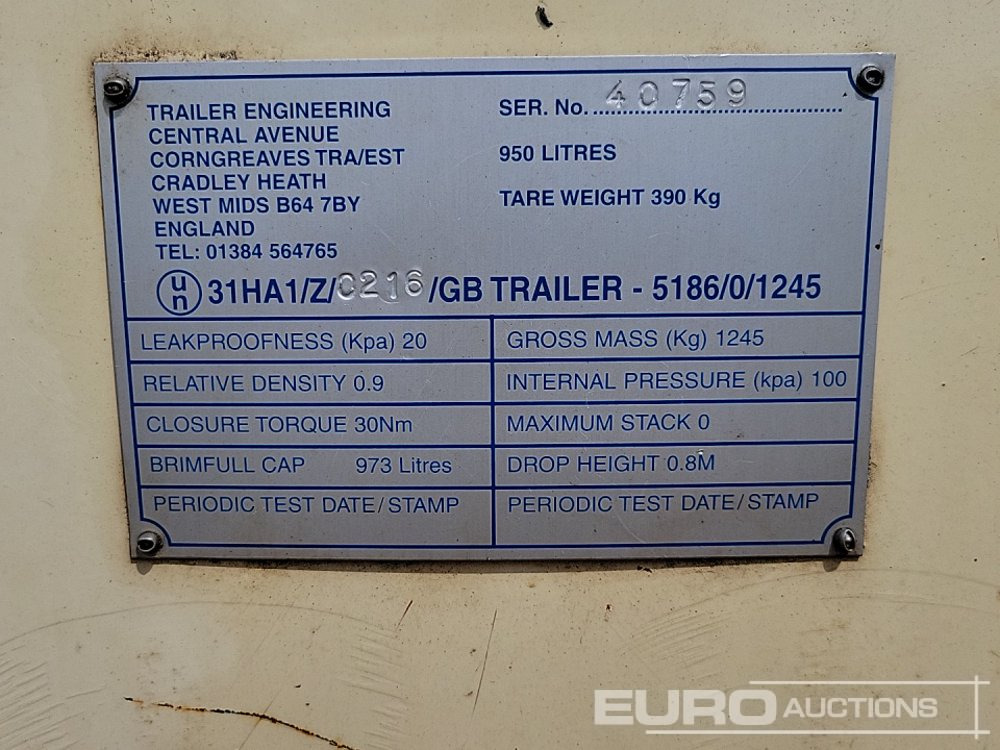 TRAILER ENGINEERING
CENTRAL AVENUE
CORNGREAVES TRA/EST
CRADLEY HEATH
WEST MIDS B64 7BY
ENGLAND
TEL: 01384 564765
SER. No. 40759
950 LITRES
TARE WEIGHT 390 Kg
un 31HA1/Z/0216/GB TRAILER - 5186/0/1245
LEAKPROOFNESS (Kpa) 20
GROSS MASS (Kg) 1245
RELATIVE DENSITY 0.9
INTERNAL PRESSURE (kpa) 100
CLOSURE TORQUE 30Nm
MAXIMUM STACK 0
BRIMFULL CAP 973 Litres
DROP HEIGHT 0.8M
PERIODIC TEST DATE/STAMP
PERIODIC TEST DATE/STAMP
EURO AUCTIONS